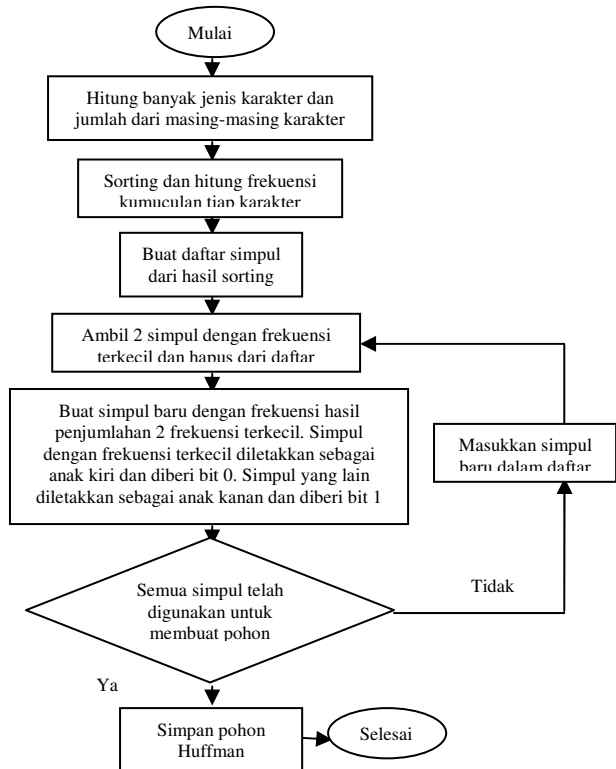 Mulai
Hitung banyak jenis karakter dan
jumlah dari masing-masing karakter
Sorting dan hitung frekuensi
kumuculan tiap karakter
Buat daftar simpul
dari hasil sorting
Ambil 2 simpul dengan frekuensi
terkecil dan hapus dari daftar
Buat simpul baru dengan frekuensi hasil
penjumlahan 2 frekuensi terkecil. Simpul
dengan frekuensi terkecil diletakkan sebagai
anak kiri dan diberi bit 0. Simpul yang lain
diletakkan sebagai anak kanan dan diberi bit 1
Masukkan simpul
baru dalam daftar
Semua simpul telah
digunakan untuk
membuat pohon
Tidak
Ya
Simpan pohon
Huffman
Selesai